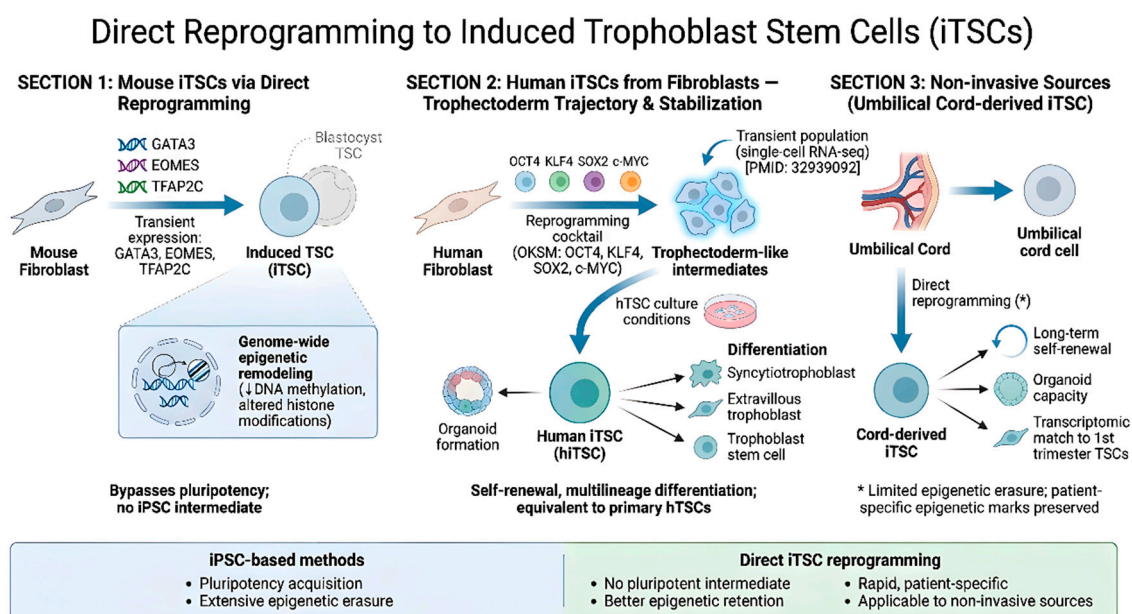 Direct Reprogramming to Induced Trophoblast Stem Cells (iTSCs)
SECTION 1: Mouse iTSCs via Direct
Reprogramming
GATA3
EOMES
TFAP2C
Blastocyst
TSC
Mouse
Fibroblast
Transient
expression:
GATA3, EOMES,
TFAP2C
Induced TSC
(iTSC)
Genome-wide
epigenetic
remodeling
(↓DNA methylation,
altered histone
modifications)
Bypasses pluripotency;
no iPSC intermediate
SECTION 2: Human iTSCs from Fibroblasts —
Trophectoderm Trajectory & Stabilization
OCT4 KLF4 SOX2 c-MYC
Transient population
(single-cell RNA-seq)
[PMID: 32939092]
Human
Fibroblast
Reprogramming
cocktail
(OKSM: OCT4, KLF4,
SOX2, c-MYC)
Trophectoderm-like
intermediates
hTSC culture
conditions
Organoid
formation
Human iTSC
(hiTSC)
Differentiation
Syncytiotrophoblast
Extravillous
trophoblast
Trophoblast
stem cell
Self-renewal, multilineage differentiation;
equivalent to primary hTSCs
SECTION 3: Non-invasive Sources
(Umbilical Cord-derived iTSC)
Umbilical Cord
Umbilical
cord cell
Direct
reprogramming (*)
Cord-derived
iTSC
Long-term
self-renewal
Organoid
capacity
Transcriptomic
match to 1st
trimester TSCs
* Limited epigenetic erasure; patient-
specific epigenetic marks preserved
iPSC-based methods
• Pluripotency acquisition
• Extensive epigenetic erasure
Direct iTSC reprogramming
• No pluripotent intermediate
• Better epigenetic retention
• Rapid, patient-specific
• Applicable to non-invasive sources